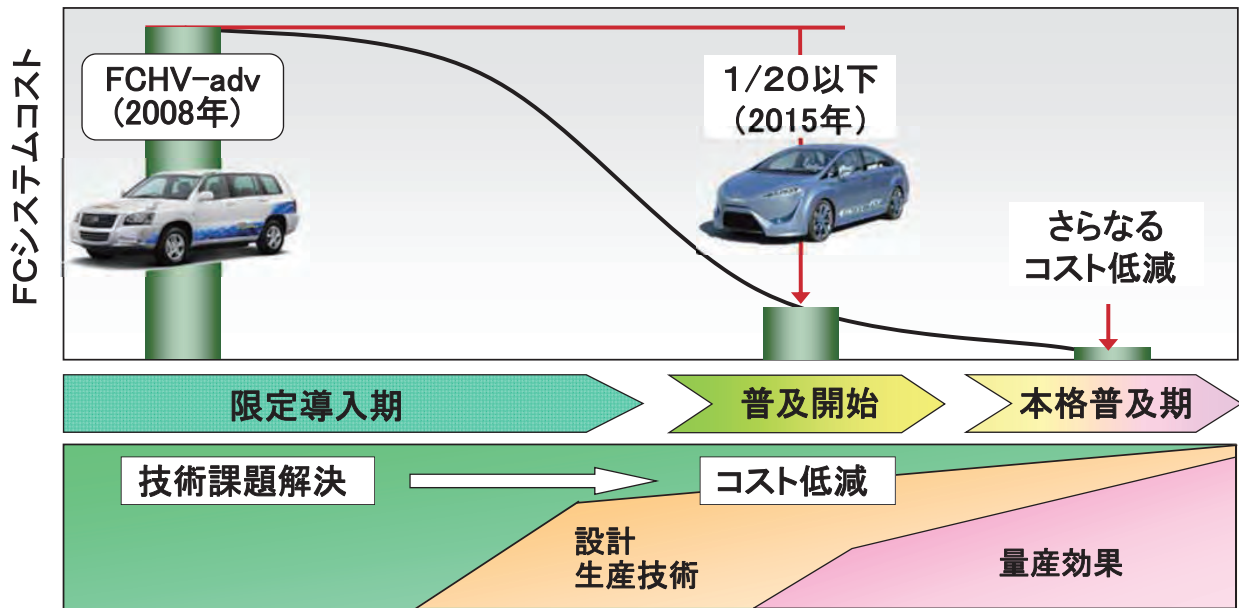 FCシステムコスト
FCHV-adv
(2008年)
1/20以下
(2015年)
さらなる
コスト低減
限定導入期
普及開始
本格普及期
技術課題解決
コスト低減
設計
生産技術
量産効果